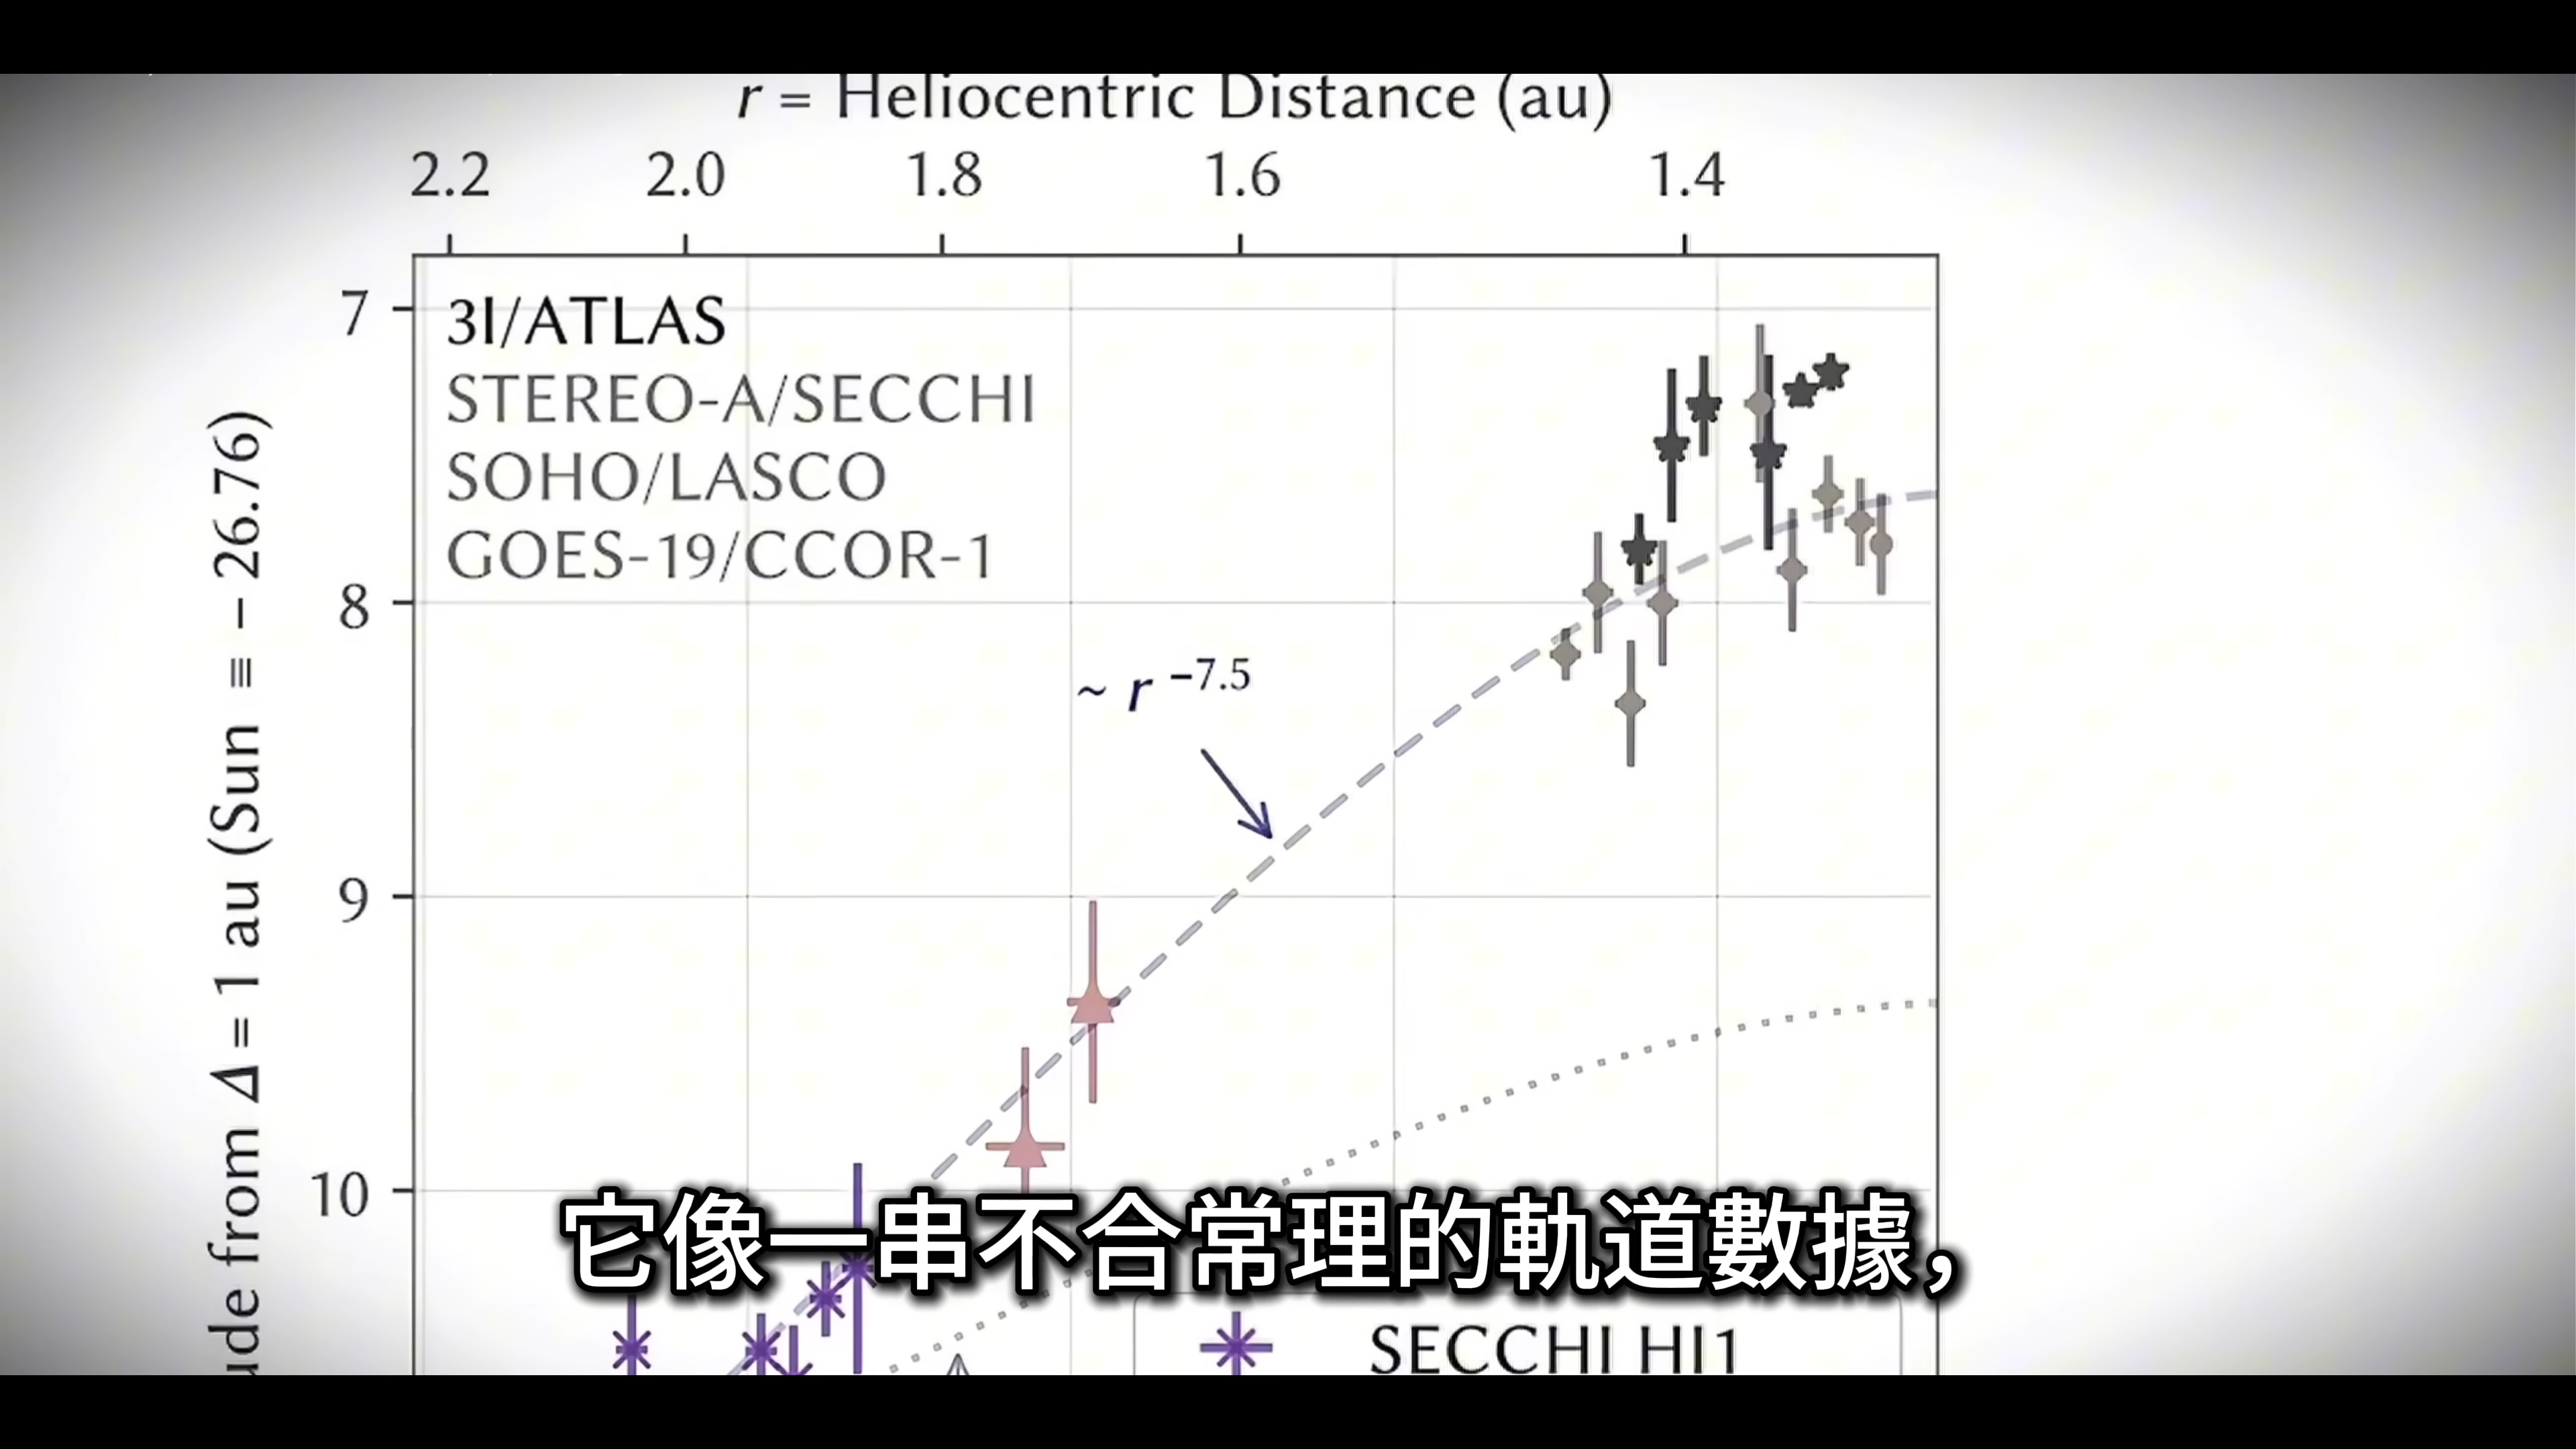 r = Heliocentric Distance (au)
2.2 2.0 1.8 1.6 1.4
7
8
9
10
ude from Δ = 1 au (Sun ≡ −26.76)
3I/ATLAS
STEREO-A/SECCHI
SOHO/LASCO
GOES-19/CCOR-1
~ r⁻⁷·⁵
它像一串不合常理的軌道數據，
SECCHI HI1